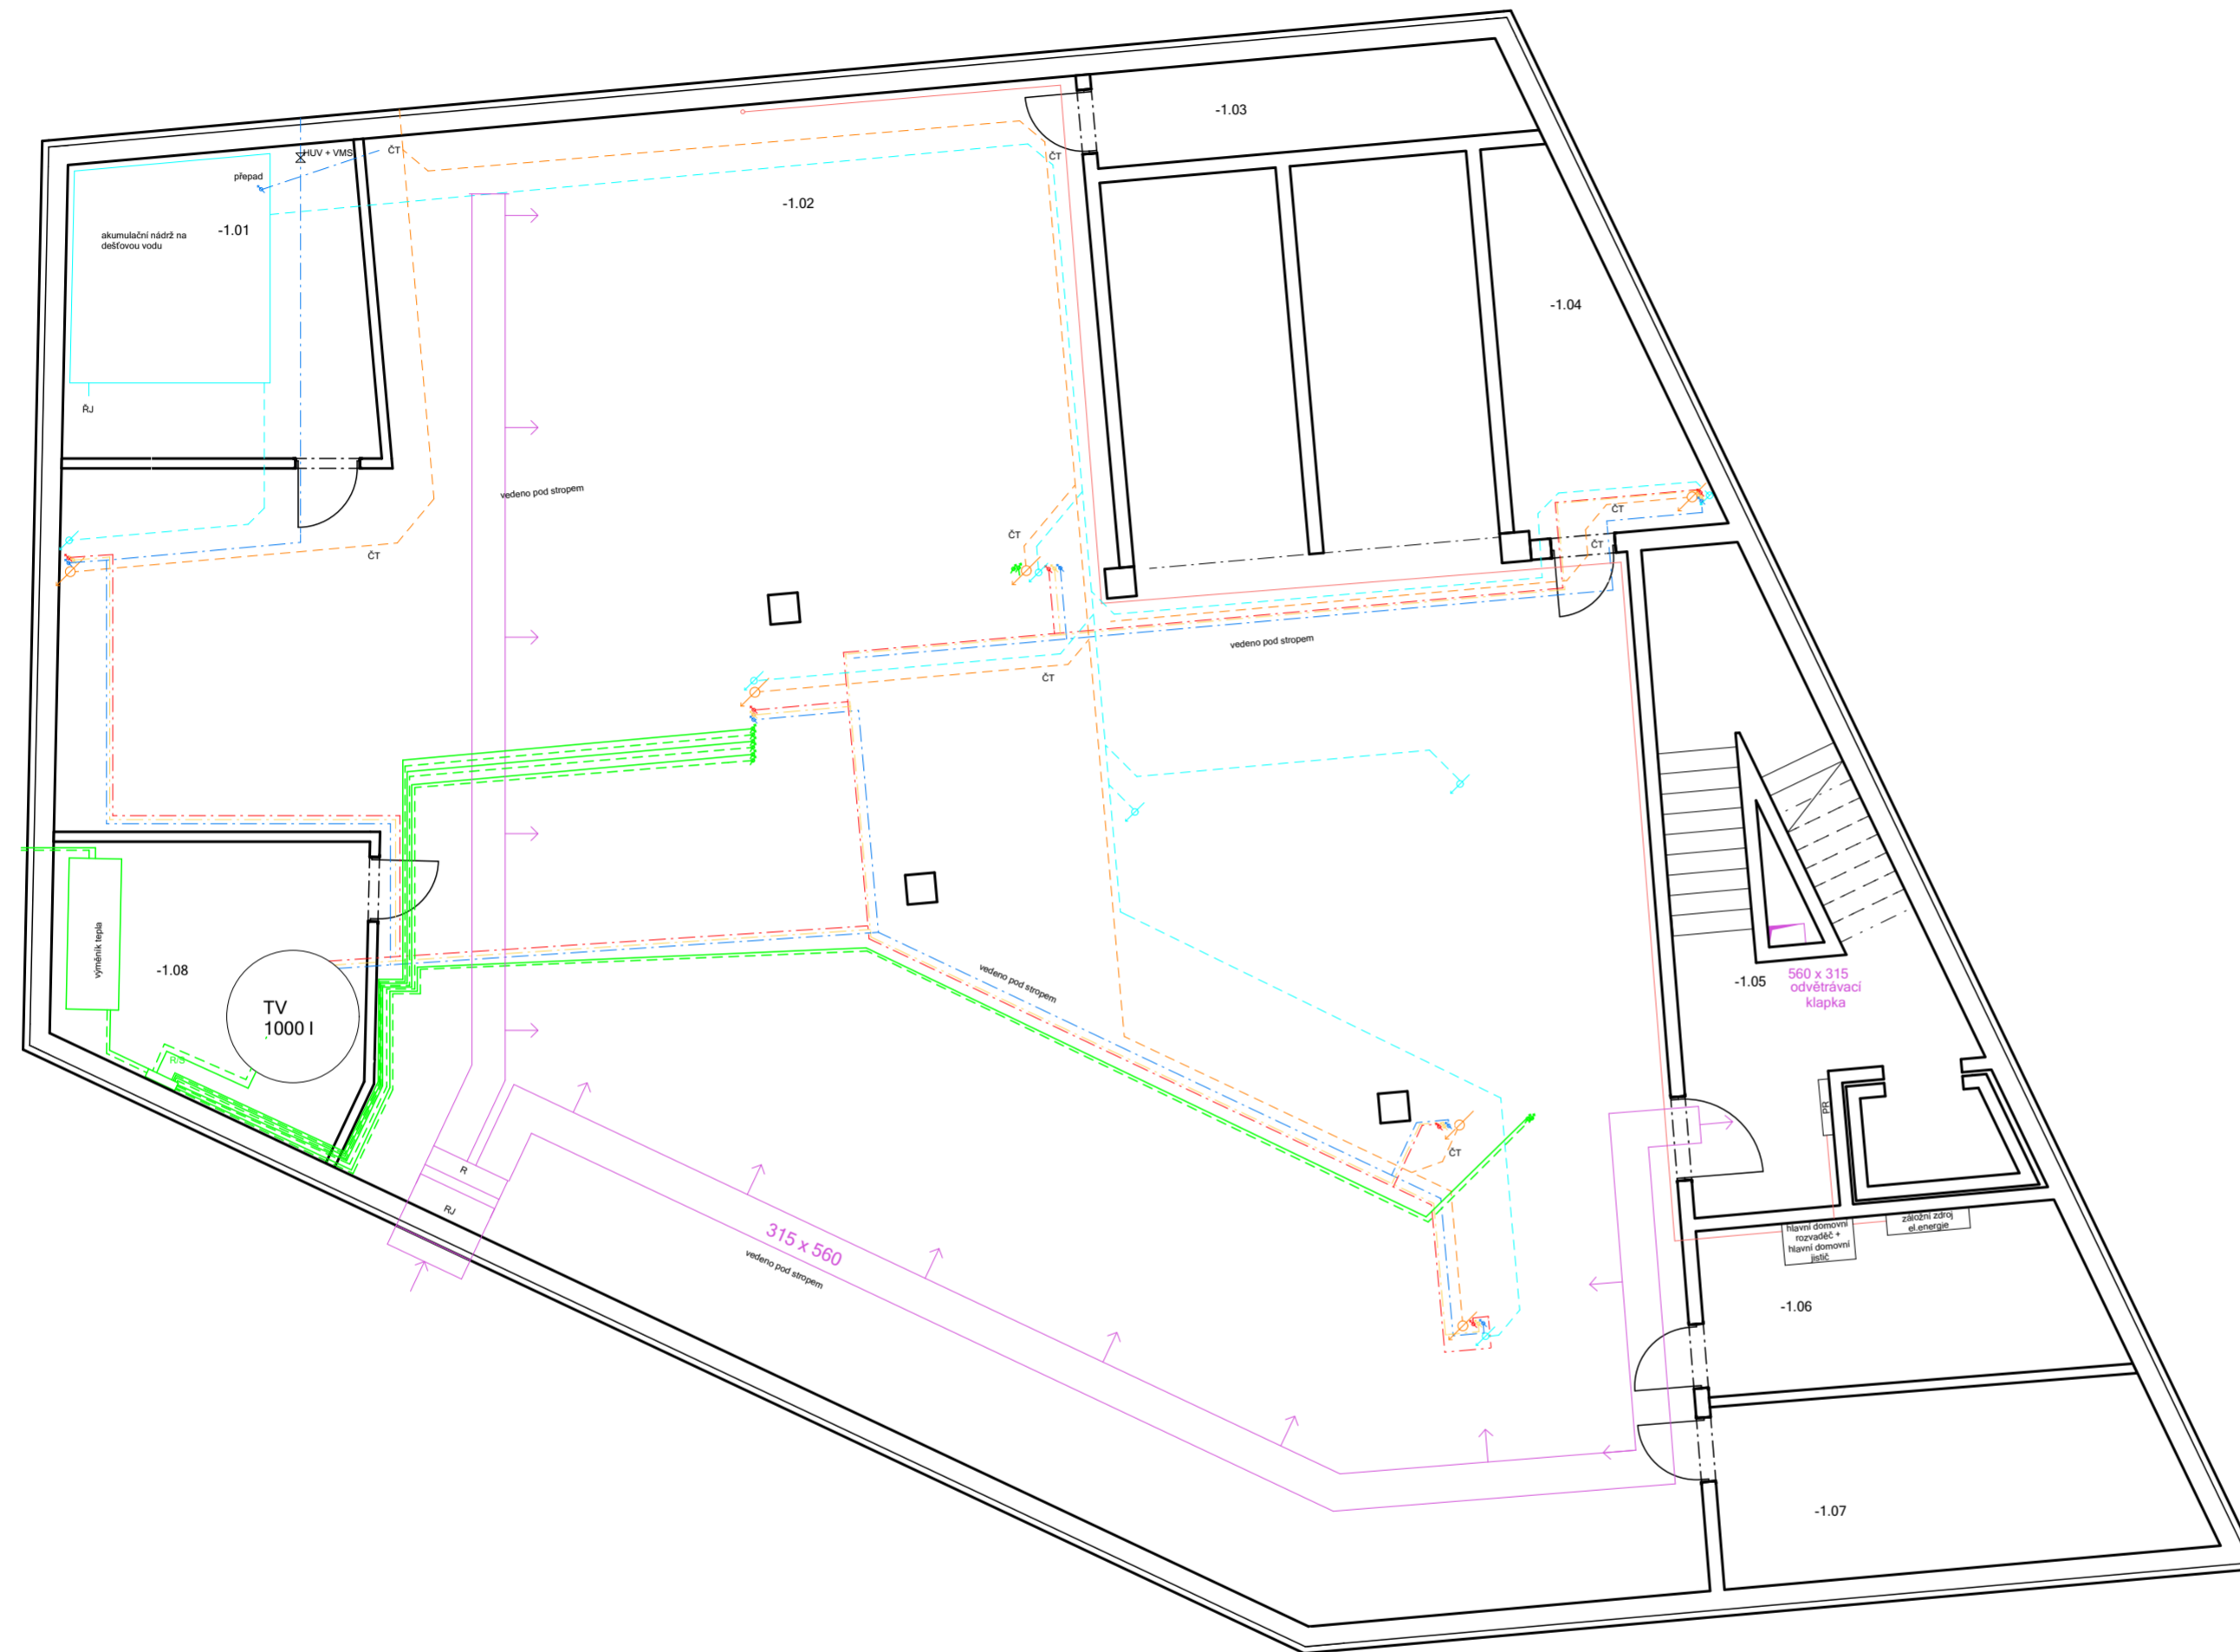 -1.03
HUV + VMS
ČT
ČT
přepad
-1.02
-1.01
akumulační nádrž na
dešťovou vodu
-1.04
ŘJ
vedeno pod stropem
ČT
ČT
ČT
ČT
vedeno pod stropem
ČT
výměník tepla
-1.08
TV
1000 l
R/S
vedeno pod stropem
-1.05
560 x 315
odvětrávací
klapka
PR
ČT
R
RJ
315 x 560
vedeno pod stropem
hlavní domovní
rozvaděč +
hlavní domovní
jistič
záložní zdroj
el.energie
-1.06
-1.07